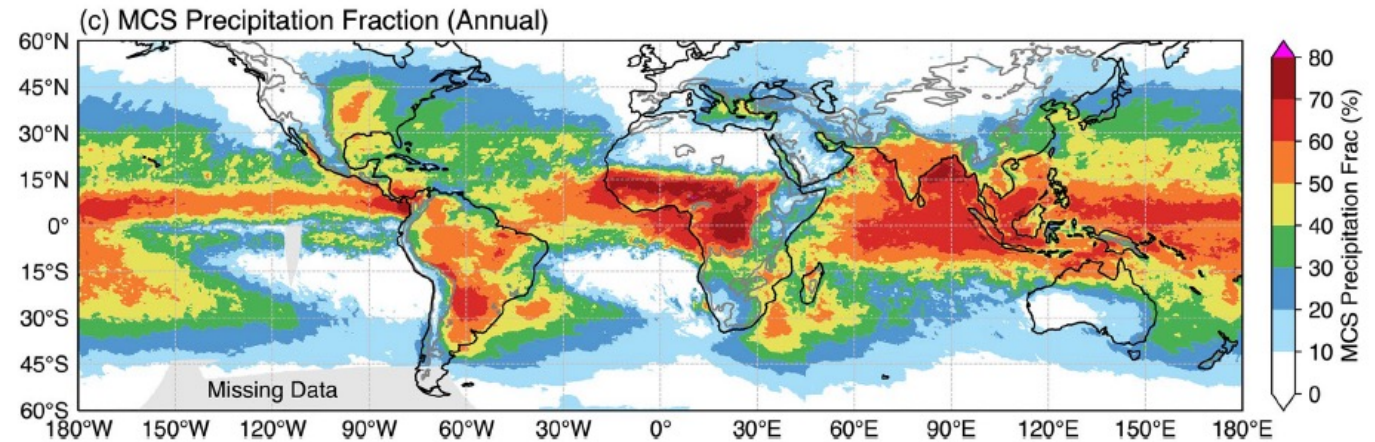 (c) MCS Precipitation Fraction (Annual)
60°N
45°N
30°N
15°N
0°
15°S
30°S
45°S
60°S
Missing Data
180°W 150°W 120°W 90°W 60°W 30°W 0° 30°E 60°E 90°E 120°E 150°E 180°E
80
70
60
50
40
30
20
10
0
MCS Precipitation Frac (%)